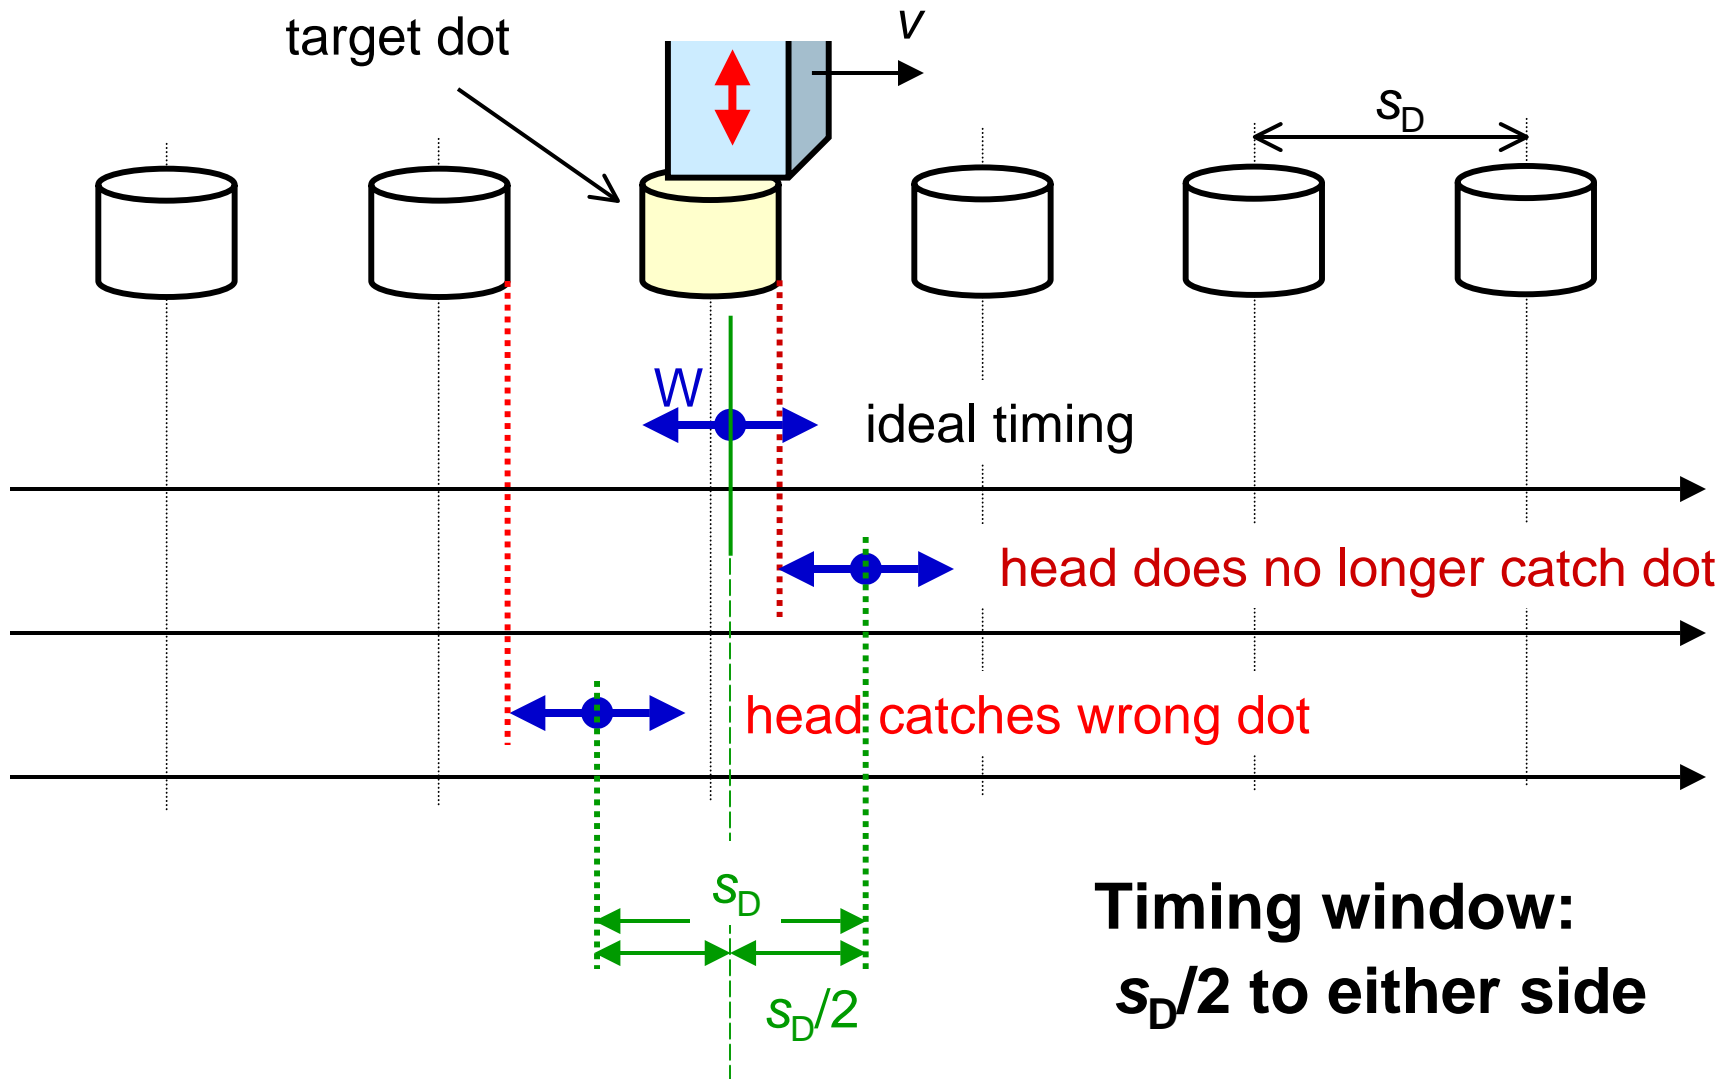 target dot
v
sD
W
ideal timing
head does no longer catch dot
head catches wrong dot
sD
sD/2
Timing window:
sD/2 to either side